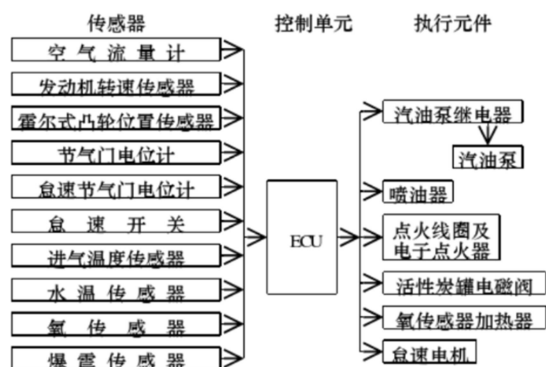 传感器
控制单元
执行元件
空气流量计
发动机转速传感器
霍尔式凸轮位置传感器
节气门电位计
怠速节气门电位计
怠速开关
进气温度传感器
水温传感器
氧传感器
爆震传感器
ECU
汽油泵继电器
汽油泵
喷油器
点火线圈及
电子点火器
活性炭罐电磁阀
氧传感器加热器
怠速电机